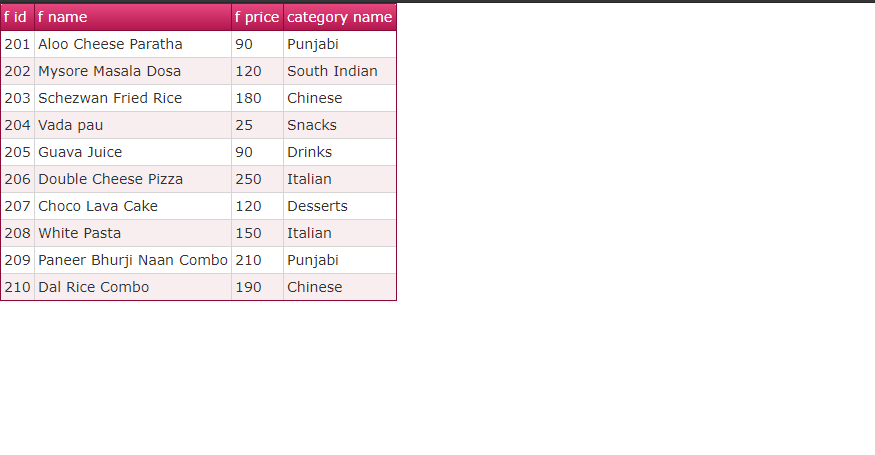 f id f name f price category name
201 Aloo Cheese Paratha 90 Punjabi
202 Mysore Masala Dosa 120 South Indian
203 Schezwan Fried Rice 180 Chinese
204 Vada pau 25 Snacks
205 Guava Juice 90 Drinks
206 Double Cheese Pizza 250 Italian
207 Choco Lava Cake 120 Desserts
208 White Pasta 150 Italian
209 Paneer Bhurji Naan Combo 210 Punjabi
210 Dal Rice Combo 190 Chinese